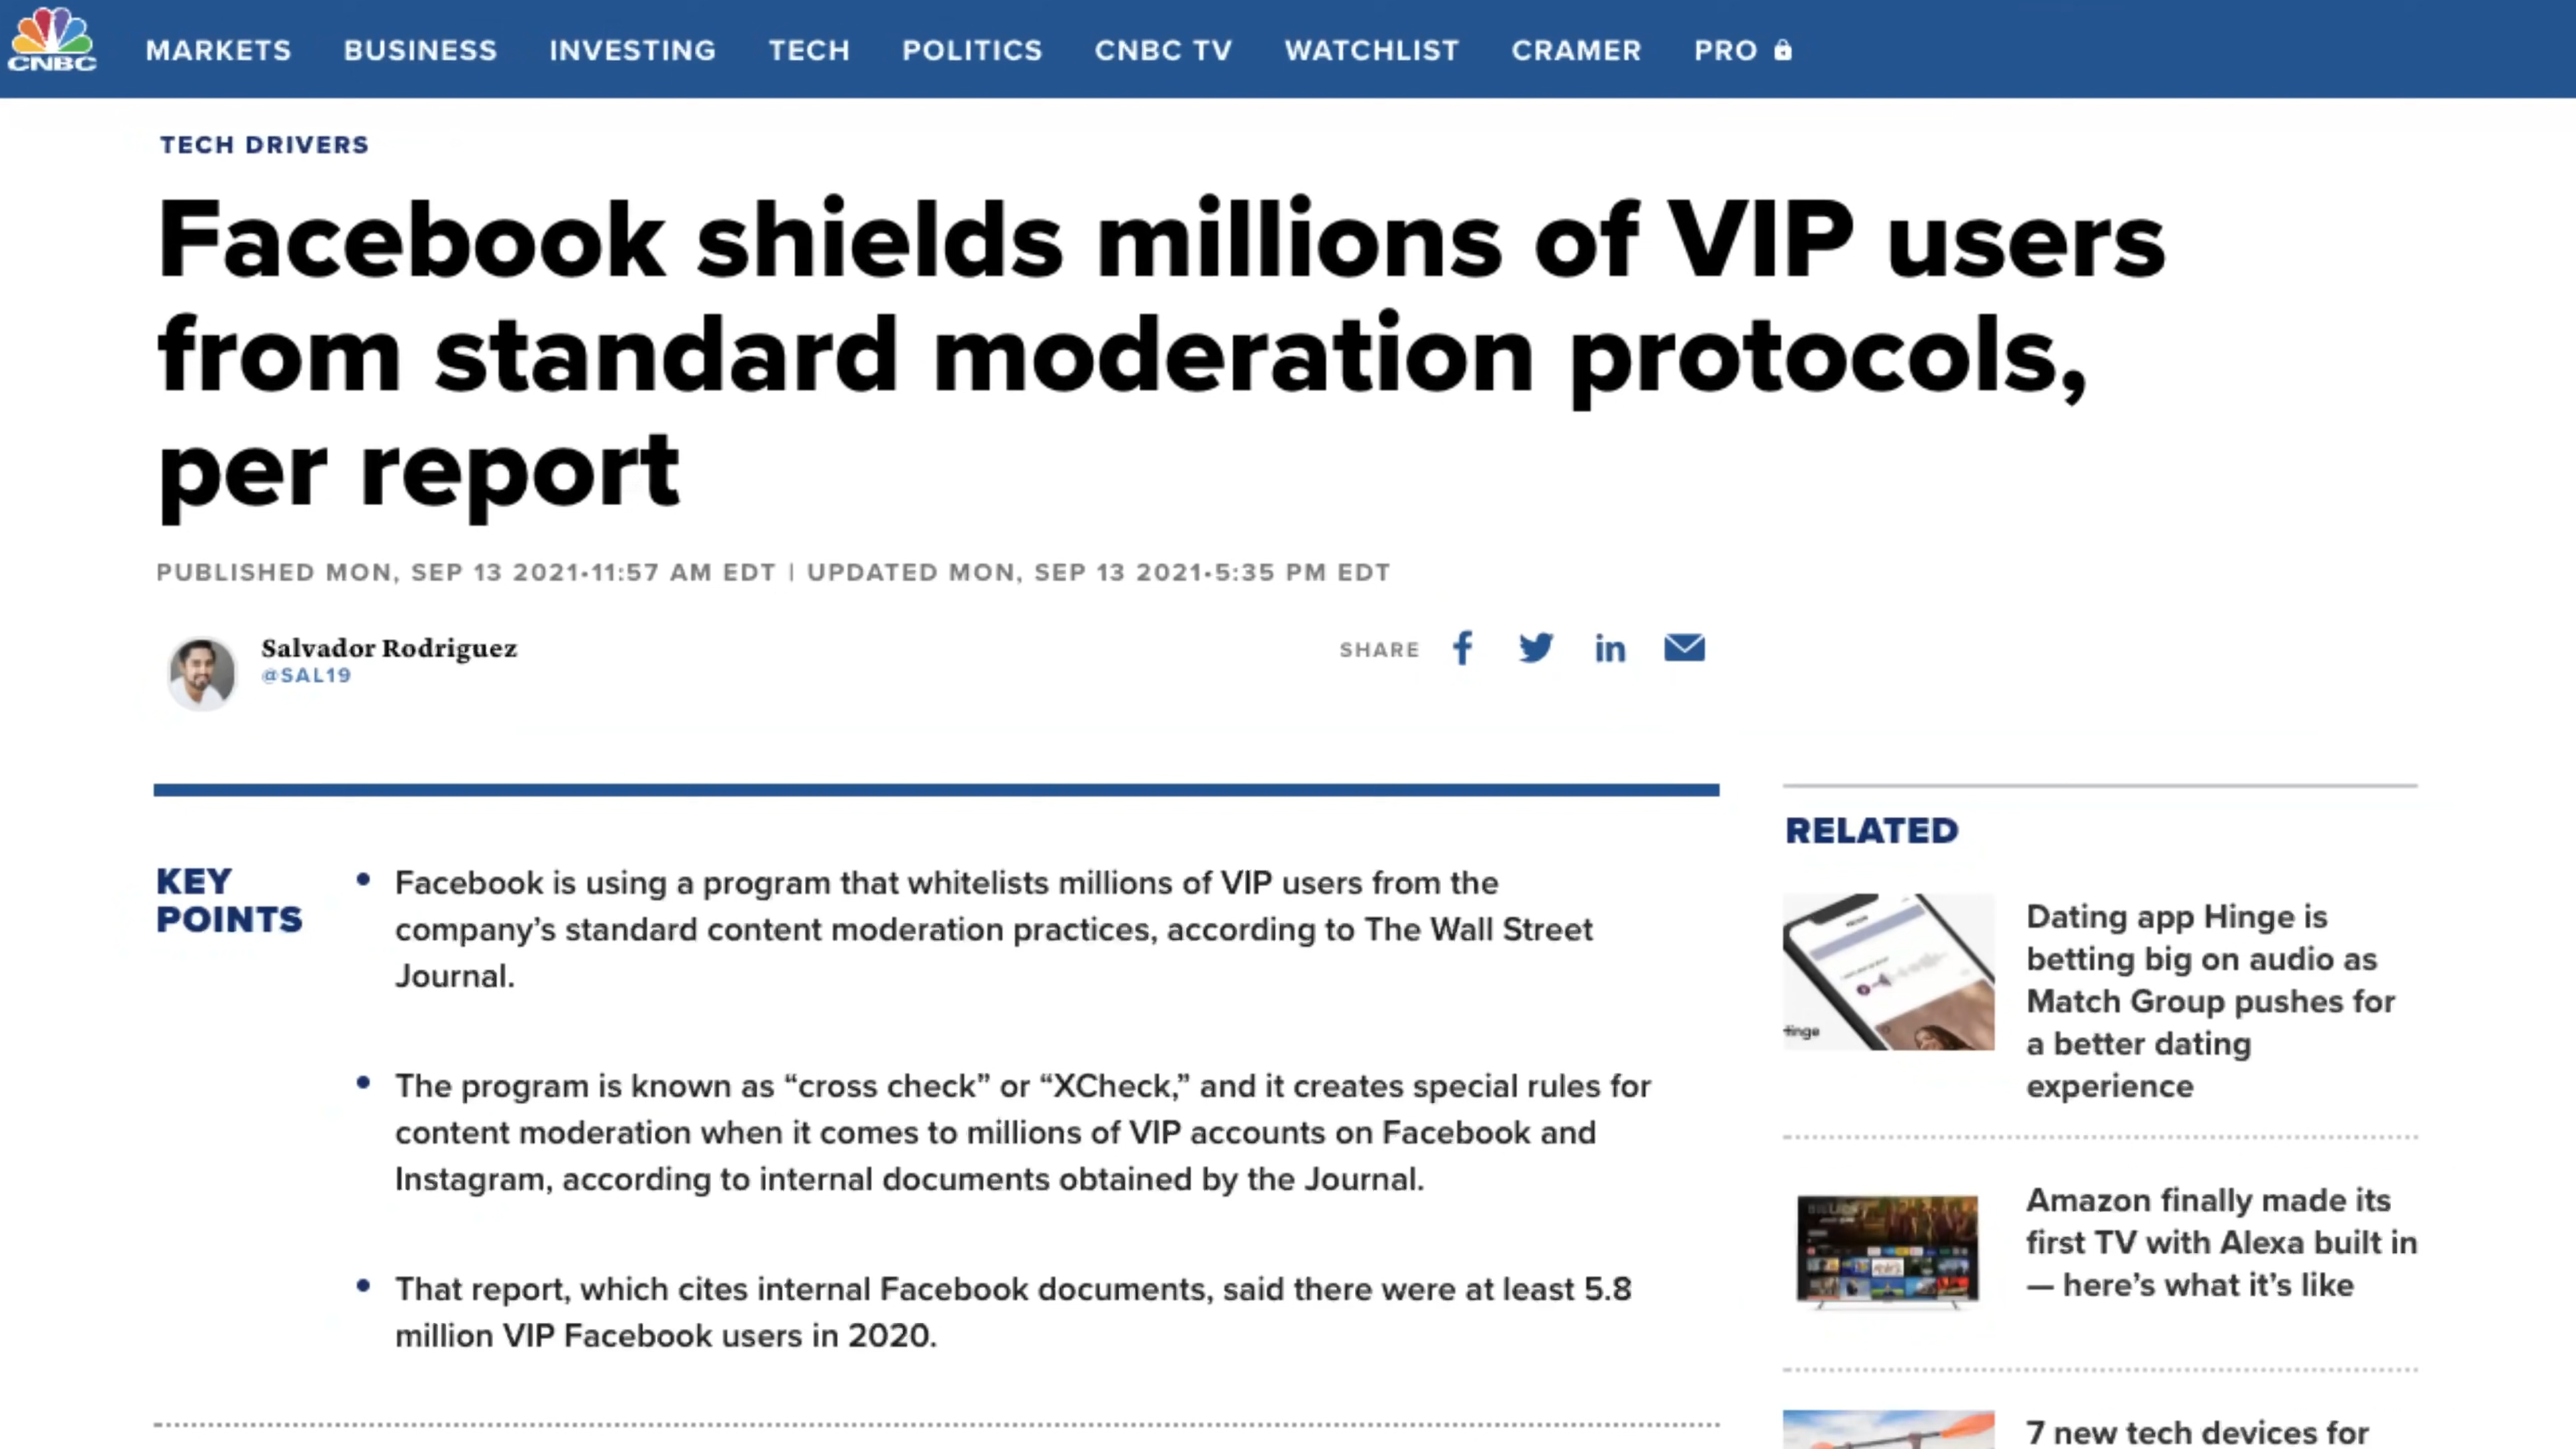 CNBC
MARKETS BUSINESS INVESTING TECH POLITICS CNBC TV WATCHLIST CRAMER PRO
TECH DRIVERS
Facebook shields millions of VIP users
from standard moderation protocols,
per report
PUBLISHED MON, SEP 13 2021•11:57 AM EDT | UPDATED MON, SEP 13 2021•5:35 PM EDT
Salvador Rodriguez
@SAL19
SHARE
KEY
POINTS
• Facebook is using a program that whitelists millions of VIP users from the
company’s standard content moderation practices, according to The Wall Street
Journal.
• The program is known as “cross check” or “XCheck,” and it creates special rules for
content moderation when it comes to millions of VIP accounts on Facebook and
Instagram, according to internal documents obtained by the Journal.
• That report, which cites internal Facebook documents, said there were at least 5.8
million VIP Facebook users in 2020.
RELATED
Dating app Hinge is
betting big on audio as
Match Group pushes for
a better dating
experience
Amazon finally made its
first TV with Alexa built in
— here’s what it’s like
7 new tech devices for